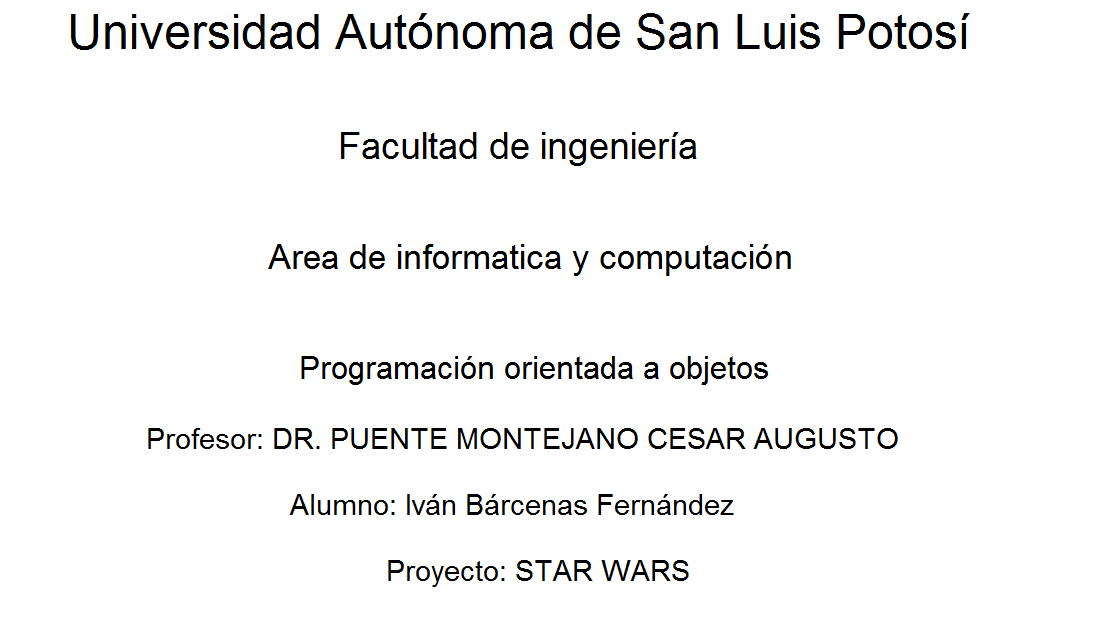 Universidad Autónoma de San Luis Potosí
Facultad de ingeniería
Area de informatica y computación
Programación orientada a objetos
Profesor: DR. PUENTE MONTEJANO CESAR AUGUSTO
Alumno: Iván Bárcenas Fernández
Proyecto: STAR WARS